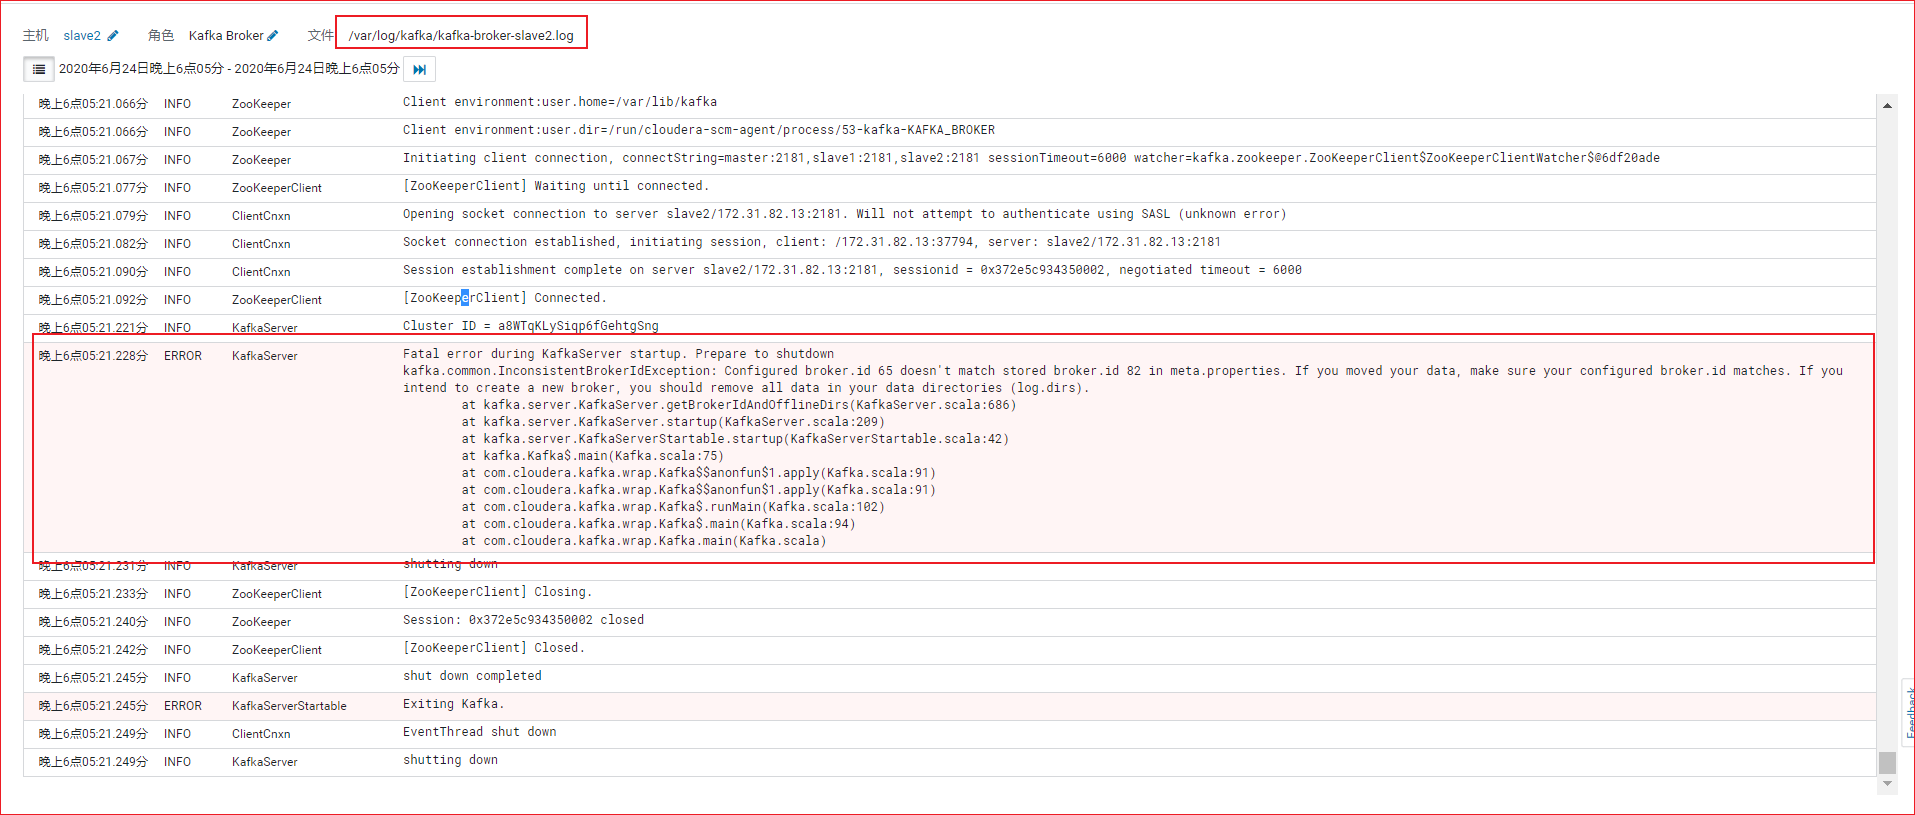 主机 slave2 角色 Kafka Broker 文件 /var/log/kafka/kafka-broker-slave2.log
2020年6月24日晚上6点05分 - 2020年6月24日晚上6点05分
晚上6点05:21.066分 INFO ZooKeeper Client environment:user.home=/var/lib/kafka
晚上6点05:21.066分 INFO ZooKeeper Client environment:user.dir=/run/cloudera-scm-agent/process/53-kafka-KAFKA_BROKER
晚上6点05:21.067分 INFO ZooKeeper Initiating client connection, connectString=master:2181,slave1:2181,slave2:2181 sessionTimeout=6000 watcher=kafka.zookeeper.ZooKeeperClient$ZooKeeperClientWatcher$@6df20ade
晚上6点05:21.077分 INFO ZooKeeperClient [ZooKeeperClient] Waiting until connected.
晚上6点05:21.079分 INFO ClientCnxn Opening socket connection to server slave2/172.31.82.13:2181. Will not attempt to authenticate using SASL (unknown error)
晚上6点05:21.082分 INFO ClientCnxn Socket connection established, initiating session, client: /172.31.82.13:37794, server: slave2/172.31.82.13:2181
晚上6点05:21.090分 INFO ClientCnxn Session establishment complete on server slave2/172.31.82.13:2181, sessionid = 0x372e5c934350002, negotiated timeout = 6000
晚上6点05:21.092分 INFO ZooKeeperClient [ZooKeeperClient] Connected.
晚上6点05:21.221分 INFO KafkaServer Cluster ID = a8WTqKLySiqp6fGehtgSng
晚上6点05:21.228分 ERROR KafkaServer Fatal error during KafkaServer startup. Prepare to shutdown
kafka.common.InconsistentBrokerIdException: Configured broker.id 65 doesn't match stored broker.id 82 in meta.properties. If you moved your data, make sure your configured broker.id matches. If you
intend to create a new broker, you should remove all data in your data directories (log.dirs).
at kafka.server.KafkaServer.getBrokerIdAndOfflineDirs(KafkaServer.scala:686)
at kafka.server.KafkaServer.startup(KafkaServer.scala:209)
at kafka.server.KafkaServerStartable.startup(KafkaServerStartable.scala:42)
at kafka.Kafka$.main(Kafka.scala:75)
at com.cloudera.kafka.wrap.Kafka$$anonfun$1.apply(Kafka.scala:91)
at com.cloudera.kafka.wrap.Kafka$$anonfun$1.apply(Kafka.scala:91)
at com.cloudera.kafka.wrap.Kafka$.runMain(Kafka.scala:102)
at com.cloudera.kafka.wrap.Kafka$.main(Kafka.scala:94)
at com.cloudera.kafka.wrap.Kafka.main(Kafka.scala)
晚上6点05:21.231分 INFO KafkaServer shutting down
晚上6点05:21.233分 INFO ZooKeeperClient [ZooKeeperClient] Closing.
晚上6点05:21.240分 INFO ZooKeeper Session: 0x372e5c934350002 closed
晚上6点05:21.242分 INFO ZooKeeperClient [ZooKeeperClient] Closed.
晚上6点05:21.245分 INFO KafkaServer shut down completed
晚上6点05:21.245分 ERROR KafkaServerStartable Exiting Kafka.
晚上6点05:21.249分 INFO ClientCnxn EventThread shut down
晚上6点05:21.249分 INFO KafkaServer shutting down
Feedback